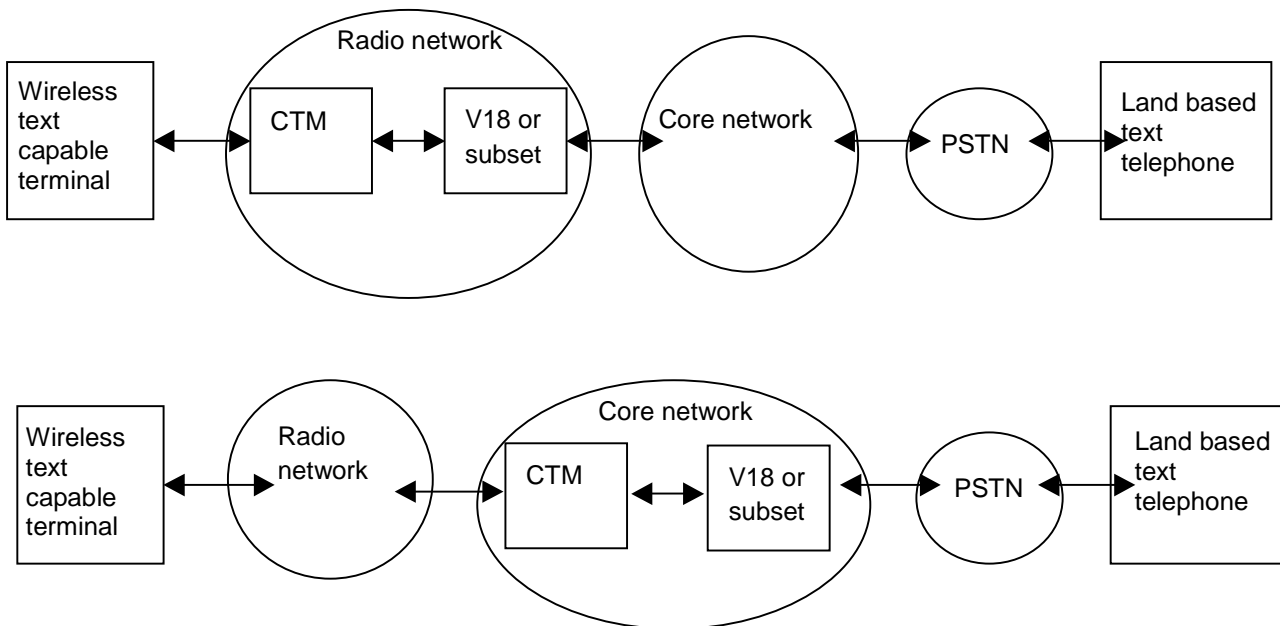 Radio network
Wireless
text
capable
terminal
CTM
V18 or
subset
Core network
PSTN
Land based
text
telephone
Wireless
text
capable
terminal
Radio
network
Core network
CTM
V18 or
subset
PSTN
Land based
text
telephone